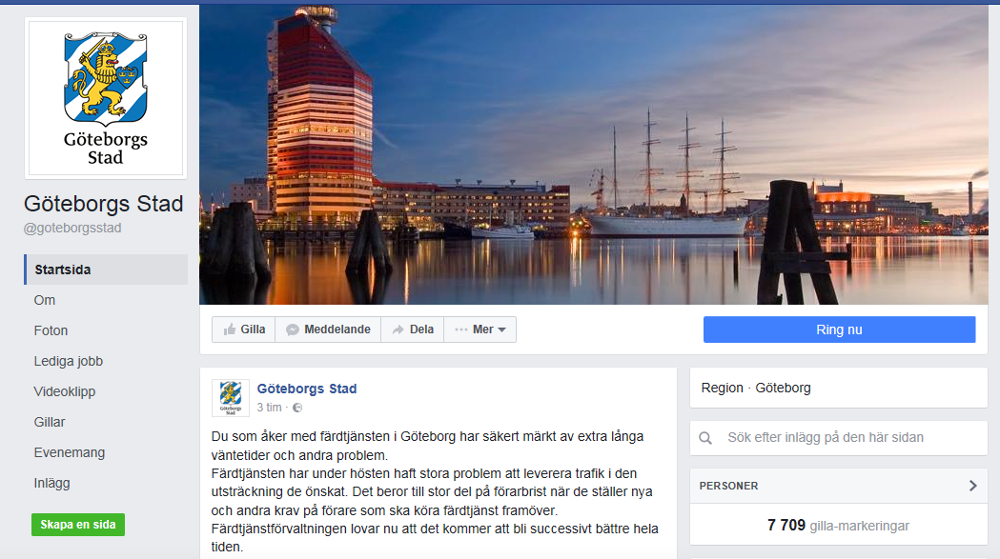 Göteborgs
Stad
Göteborgs Stad
@goteborgsstad
Startsida
Om
Foton
Lediga jobb
Videoklipp
Gillar
Evenemang
Inlägg
Skapa en sida
Gilla
Meddelande
Dela
Mer
Ring nu
Göteborgs
Stad
Göteborgs Stad
3 tim ·
Du som åker med färdtjänsten i Göteborg har säkert märkt av extra långa
väntetider och andra problem.
Färdtjänsten har under hösten haft stora problem att leverera trafik i den
utsträckning de önskat. Det beror till stor del på förarbrist när de ställer nya
och andra krav på förare som ska köra färdtjänst framöver.
Färdtjänstförvaltningen lovar nu att det kommer att bli successivt bättre hela
tiden.
Region · Göteborg
Sök efter inlägg på den här sidan
PERSONER
7 709 gilla-markeringar